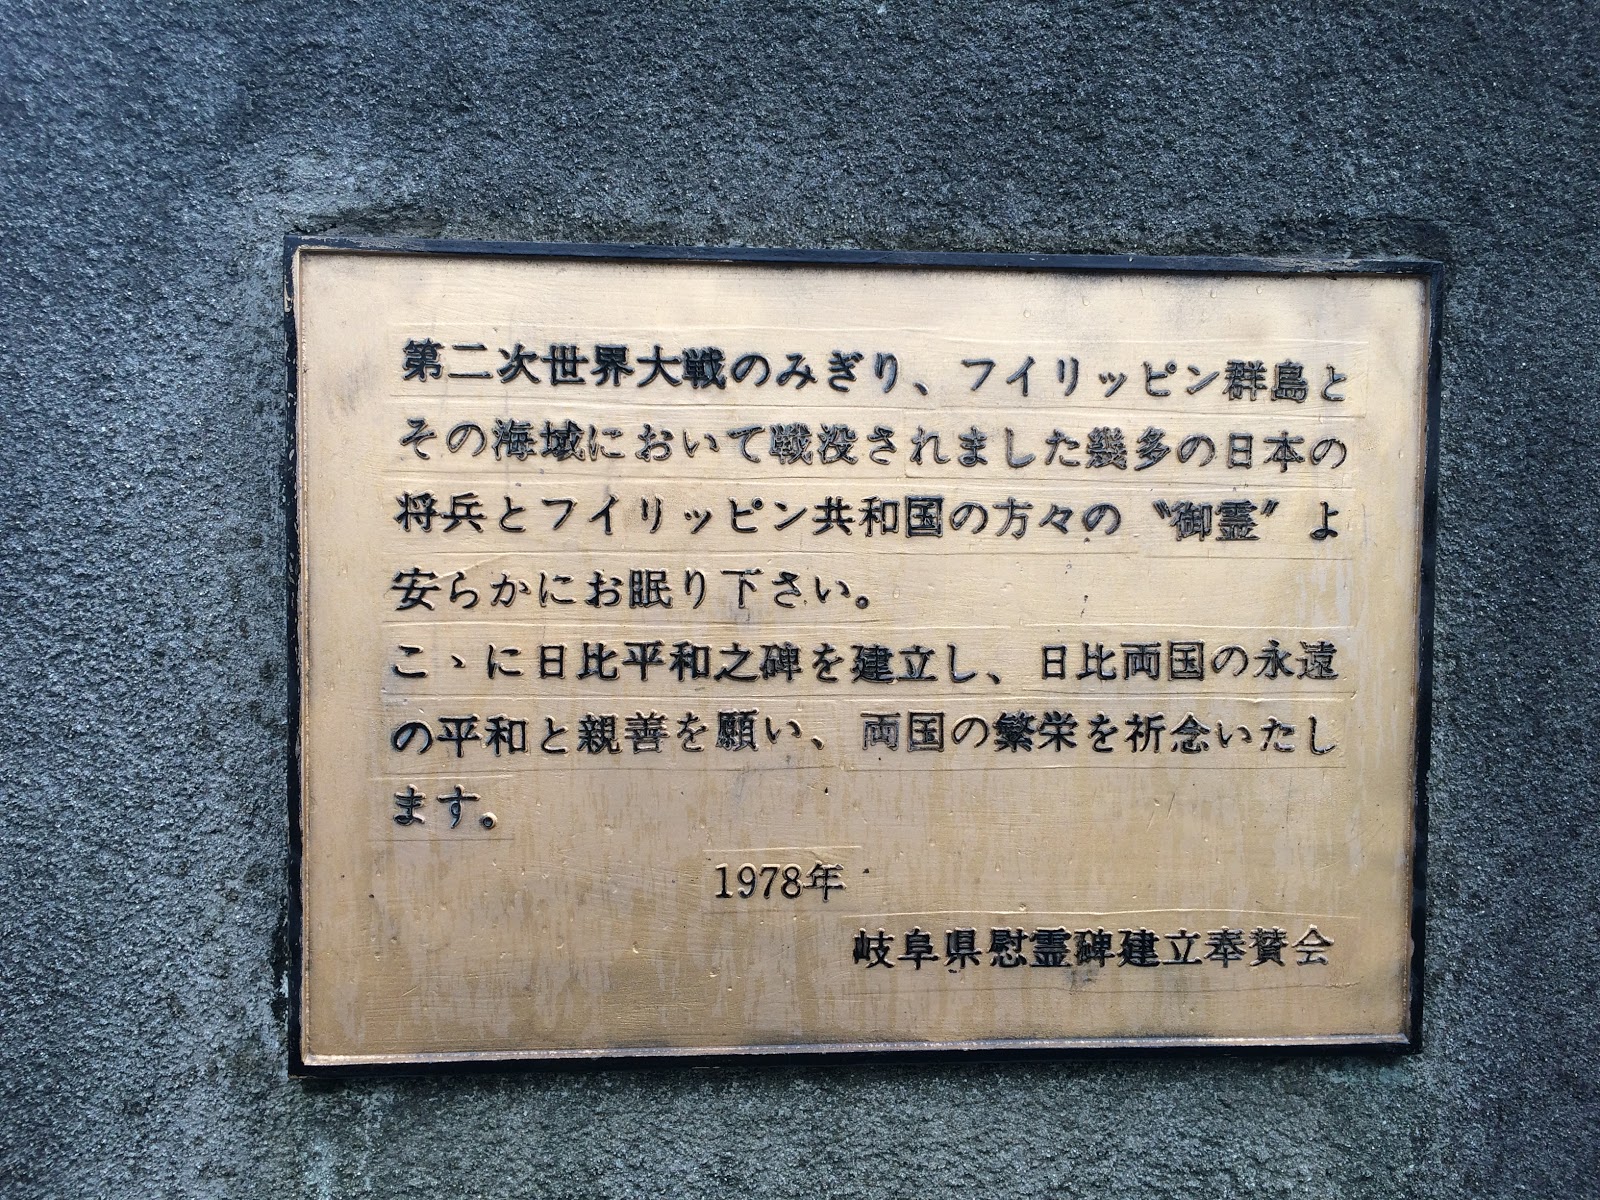 第二次世界大戦のみぎり、フイリッピン群島と
その海域において戦没されました幾多の日本の
将兵とフイリッピン共和国の方々の〝御霊〞よ
安らかにお眠り下さい。
こゝに日比平和之碑を建立し、日比両国の永遠
の平和と親善を願い、両国の繁栄を祈念いたし
ます。
1978年
岐阜県慰霊碑建立奉賛会